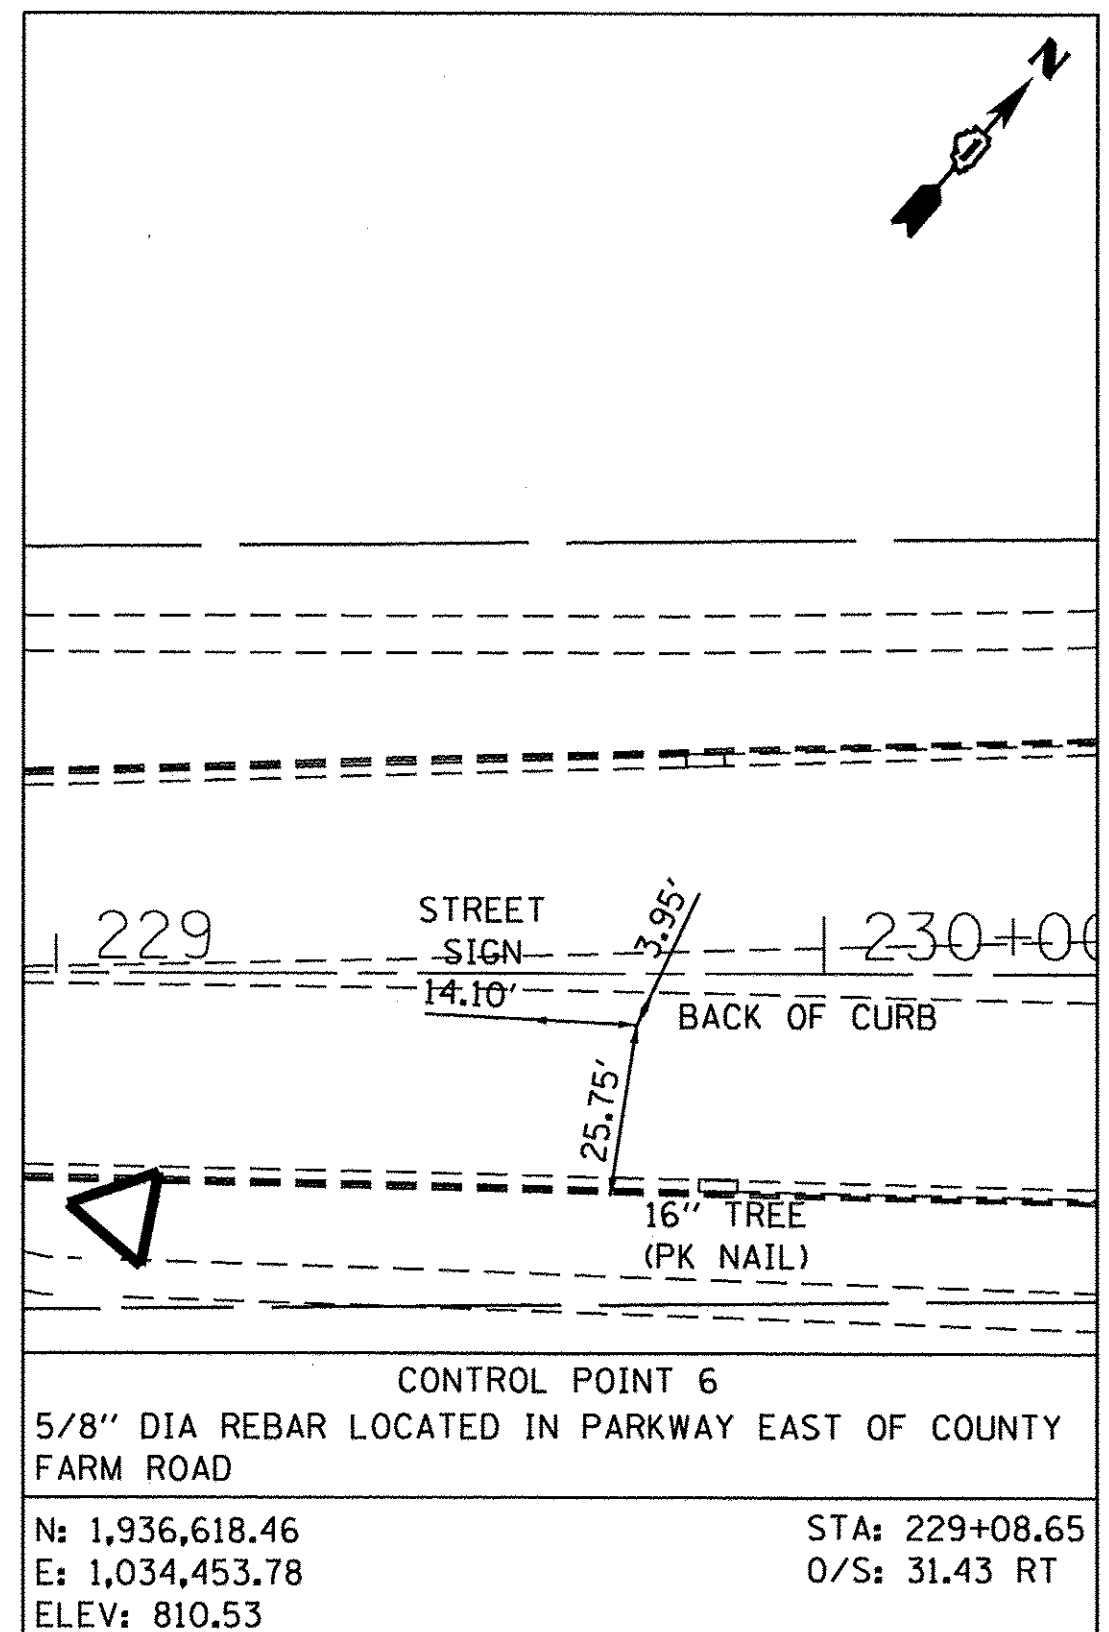 N
229
STREET
SIGN
14.10'
3.95'
230+00
BACK OF CURB
25.75'
16" TREE
(PK NAIL)
CONTROL POINT 6
5/8" DIA REBAR LOCATED IN PARKWAY EAST OF COUNTY
FARM ROAD
N: 1,936,618.46
E: 1,034,453.78
ELEV: 810.53
STA: 229+08.65
O/S: 31.43 RT